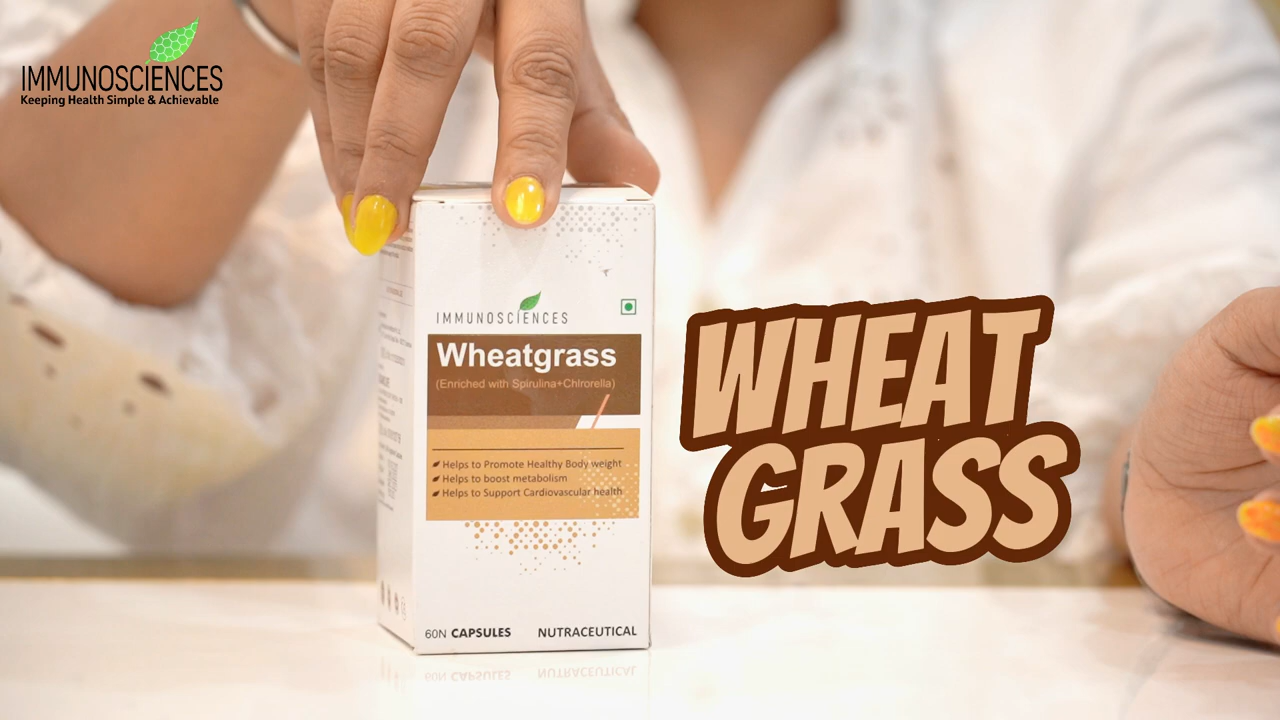 IMMUNOSCIENCES
Keeping Health Simple & Achievable
IMMUNOSCIENCES
Wheatgrass
(Enriched with Spirulina+Chlrorella)
Helps to Promote Healthy Body weight
Helps to boost metabolism
Helps to Support Cardiovascular health
60N CAPSULES NUTRACEUTICAL
WHEAT
GRASS